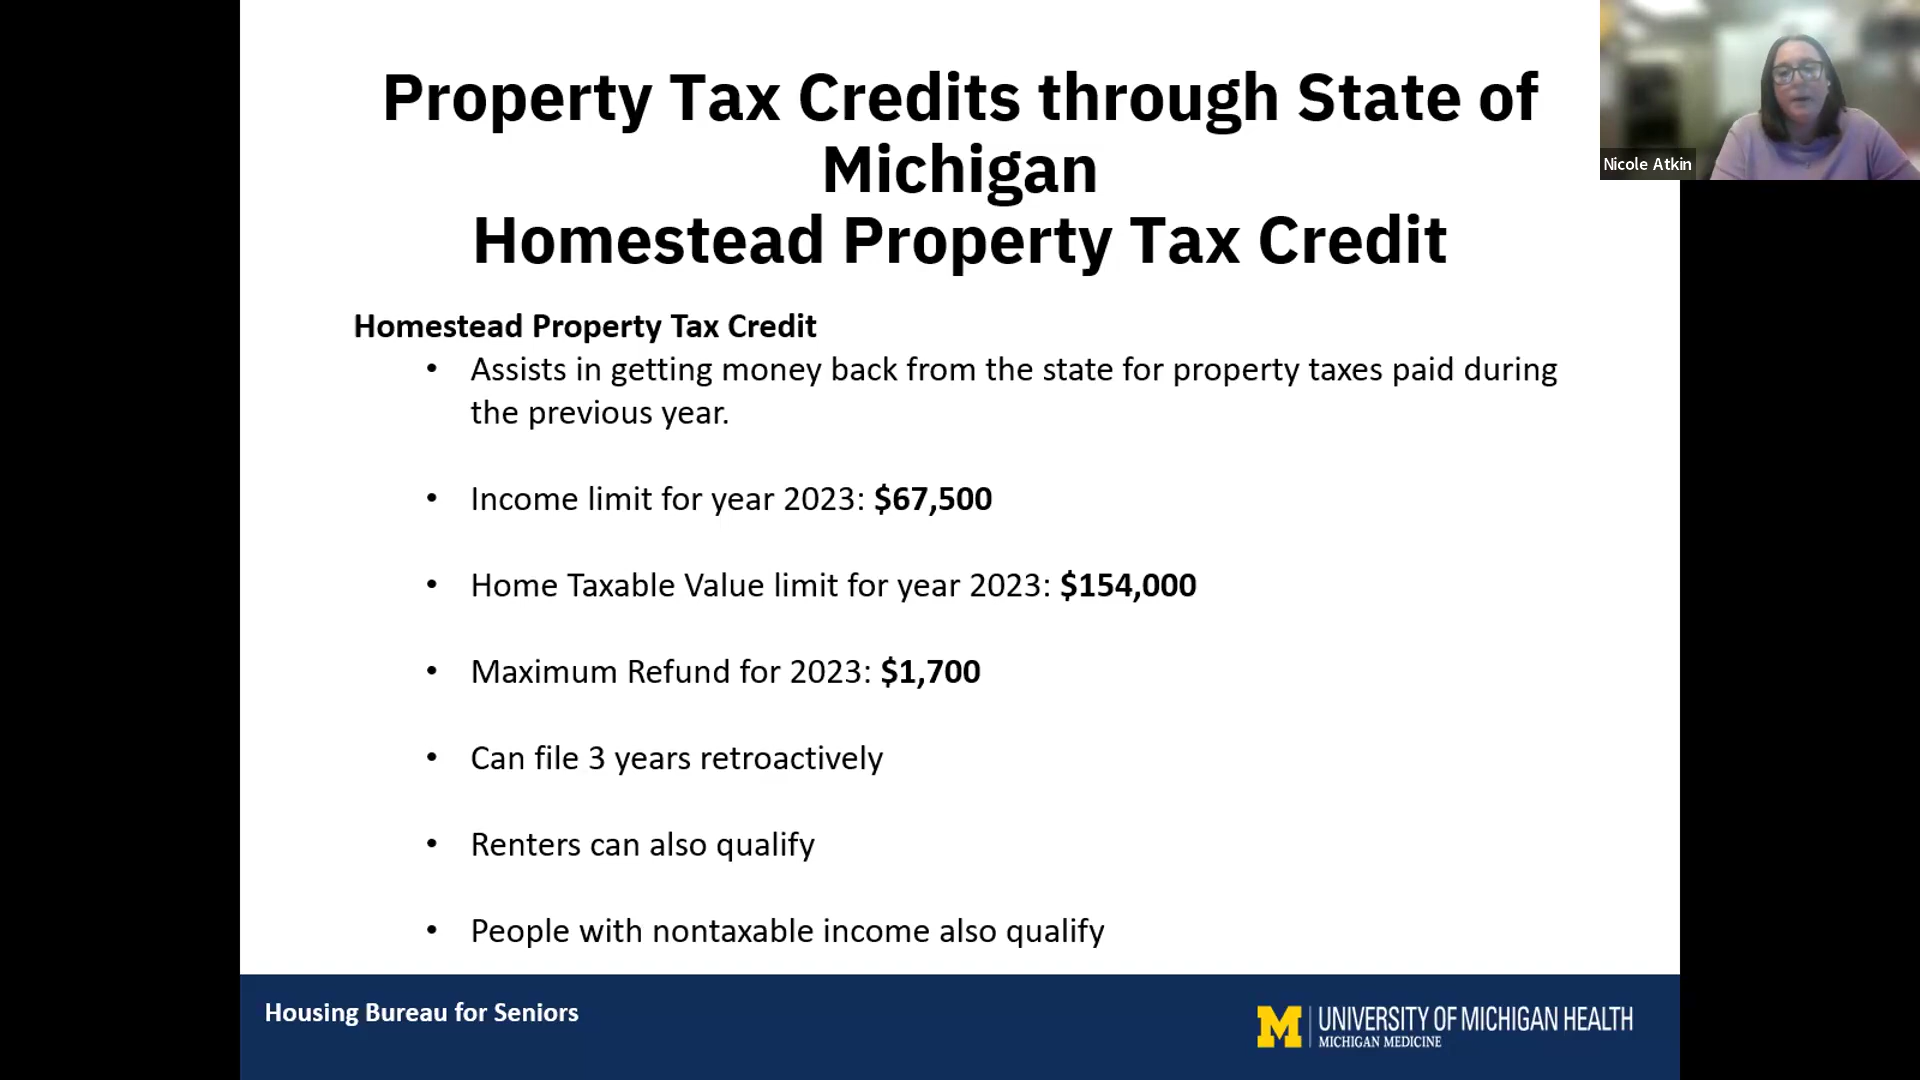 Property Tax Credits through State of
Michigan
Homestead Property Tax Credit
Nicole Atkin
Homestead Property Tax Credit
• Assists in getting money back from the state for property taxes paid during
the previous year.
• Income limit for year 2023: $67,500
• Home Taxable Value limit for year 2023: $154,000
• Maximum Refund for 2023: $1,700
• Can file 3 years retroactively
• Renters can also qualify
• People with nontaxable income also qualify
Housing Bureau for Seniors
M UNIVERSITY OF MICHIGAN HEALTH
MICHIGAN MEDICINE